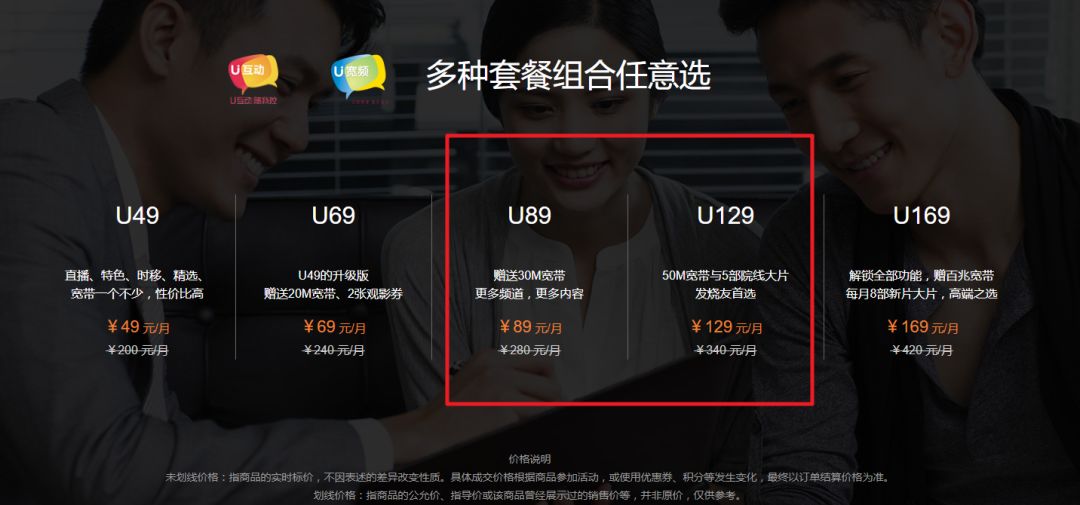 U互动
U互动 随我控
U宽频
多种套餐组合任意选
U49
直播、特色、时移、精选、
宽带一个不少，性价比高
￥49 元/月
￥200 元/月
U69
U49的升级版
赠送20M宽带、2张观影券
￥69 元/月
￥240 元/月
U89
赠送30M宽带
更多频道，更多内容
￥89 元/月
￥280 元/月
U129
50M宽带与5部院线大片
发烧友首选
￥129 元/月
￥340 元/月
U169
解锁全部功能，赠百兆宽带
每月8部新片大片，高端之选
￥169 元/月
￥420 元/月
价格说明
未划线价格：指商品的实时标价，不因表述的差异改变性质。具体成交价格根据商品参加活动，或使用优惠券、积分等发生变化，最终以订单结算价格为准。
划线价格：指商品的公允价、指导价或该商品曾经展示过的销售价等，并非原价，仅供参考。